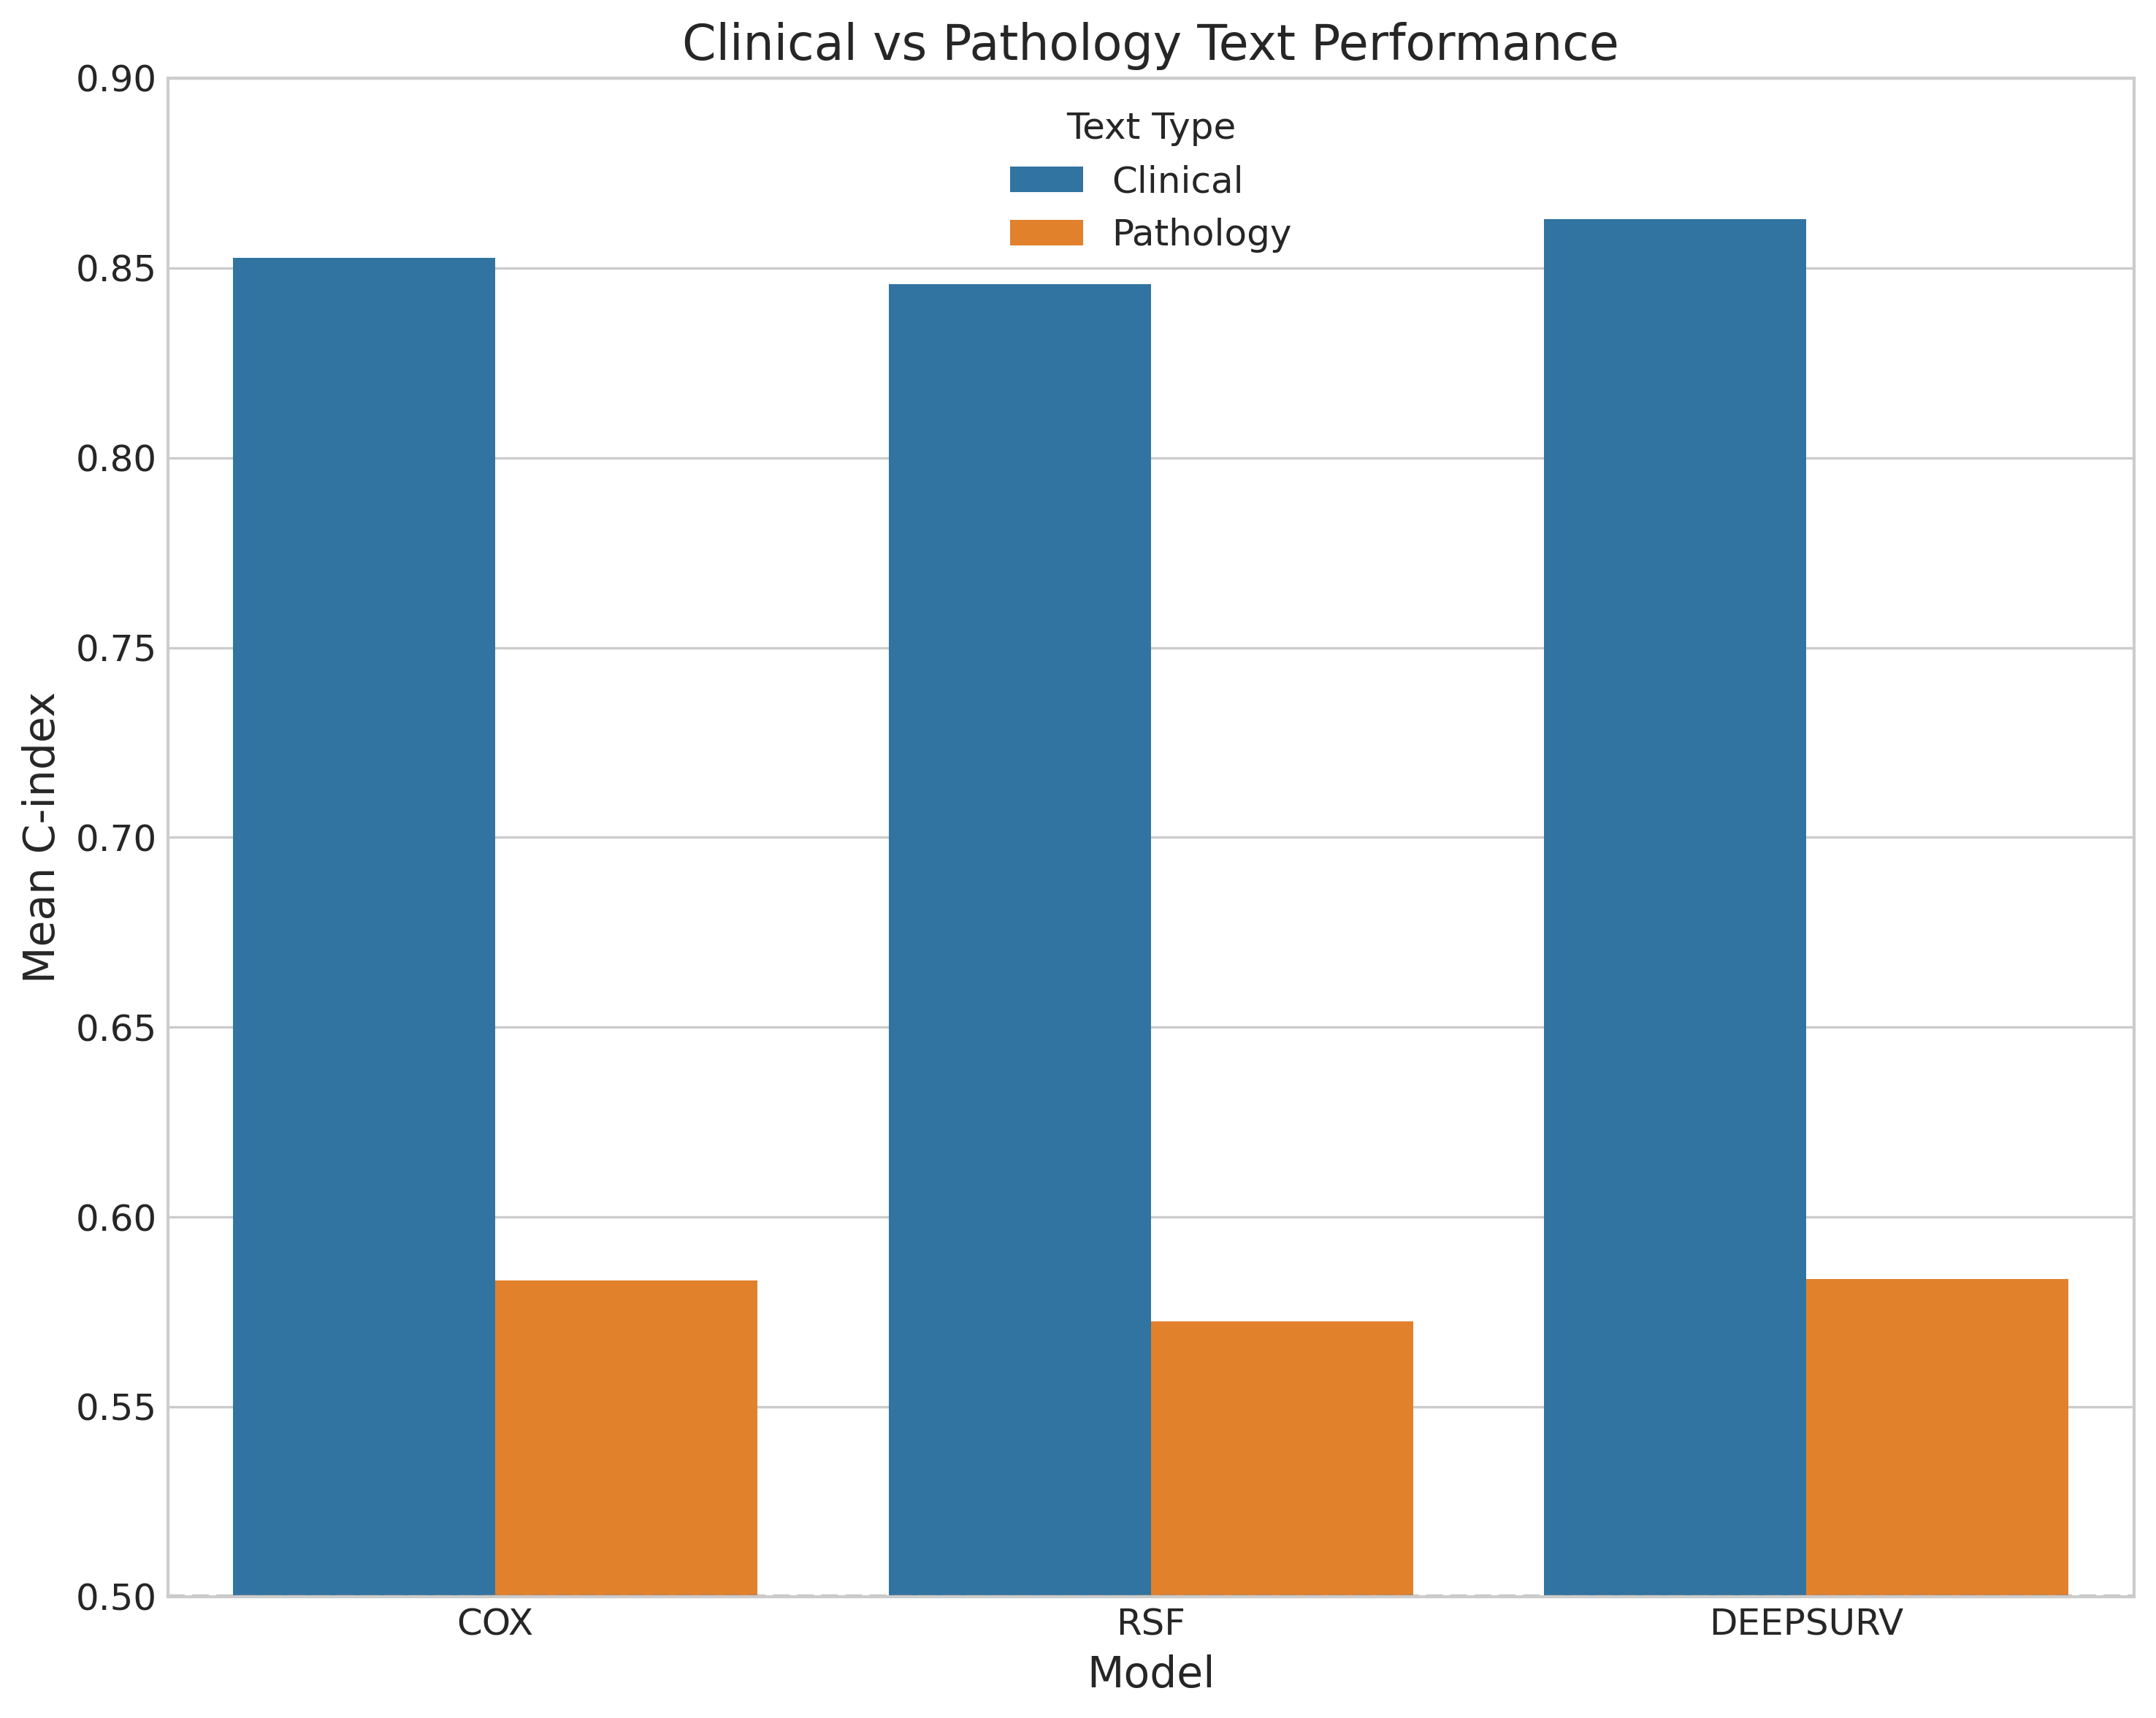 Clinical vs Pathology Text Performance
Text Type
Clinical
Pathology
Mean C-index
0.90
0.85
0.80
0.75
0.70
0.65
0.60
0.55
0.50
COX
RSF
DEEPSURV
Model